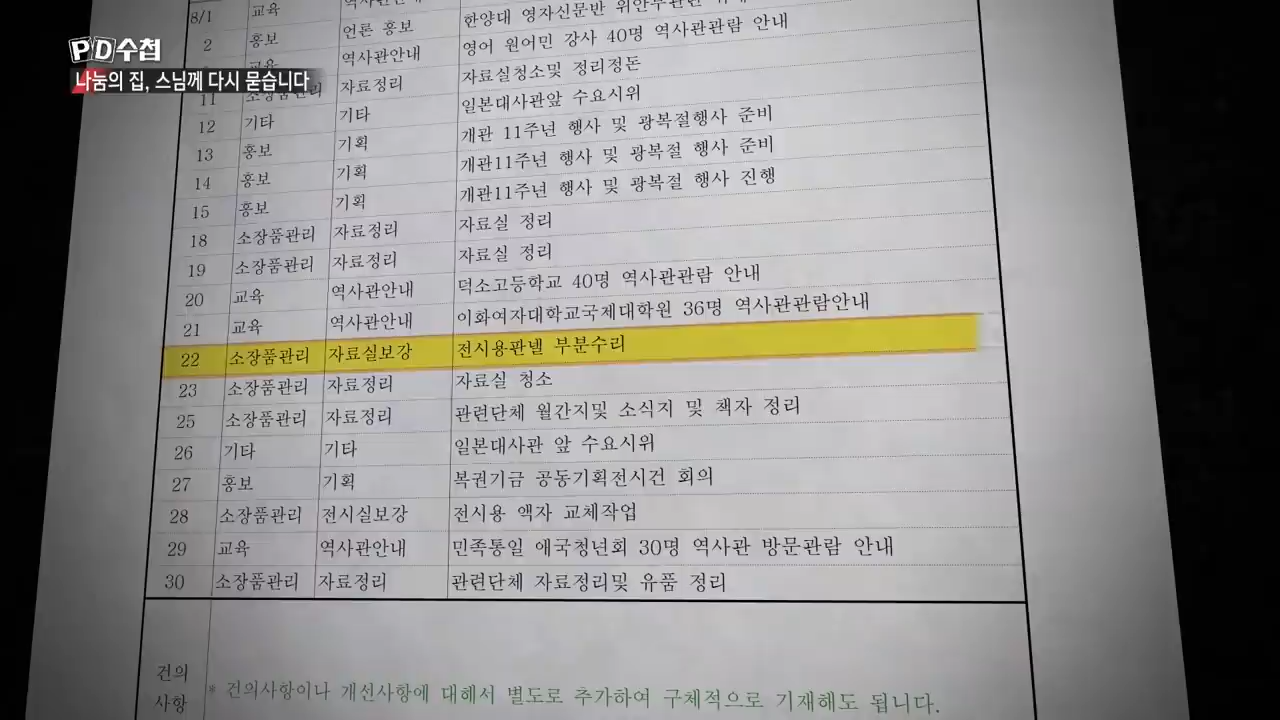 PD수첩
나눔의 집, 스님께 다시 묻습니다
8/1 교육 한양대 영자신문반
2 홍보 언론 홍보 영어 원어민 강사 40명 역사관관람 안내
교육 역사관안내 자료실청소및 정리정돈
11 소장품관리 자료정리 일본대사관앞 수요시위
12 기타 기타 개관 11주년 행사 및 광복절행사 준비
13 홍보 기획 개관11주년 행사 및 광복절 행사 준비
14 홍보 기획 개관11주년 행사 및 광복절 행사 진행
15 홍보 기획 자료실 정리
18 소장품관리 자료정리 자료실 정리
19 소장품관리 자료정리 덕소고등학교 40명 역사관관람 안내
20 교육 역사관안내 이화여자대학교국제대학원 36명 역사관관람안내
21 교육 역사관안내
22 소장품관리 자료실보강 전시용판넬 부분수리
23 소장품관리 자료정리 자료실 청소
25 소장품관리 자료정리 관련단체 월간지및 소식지 및 책자 정리
26 기타 기타 일본대사관 앞 수요시위
27 홍보 기획 복권기금 공동기획전시건 회의
28 소장품관리 전시실보강 전시용 액자 교체작업
29 교육 역사관안내 민족통일 애국청년회 30명 역사관 방문관람 안내
30 소장품관리 자료정리 관련단체 자료정리및 유품 정리
건의
사항
* 건의사항이나 개선사항에 대해서 별도로 추가하여 구체적으로 기재해도 됩니다.